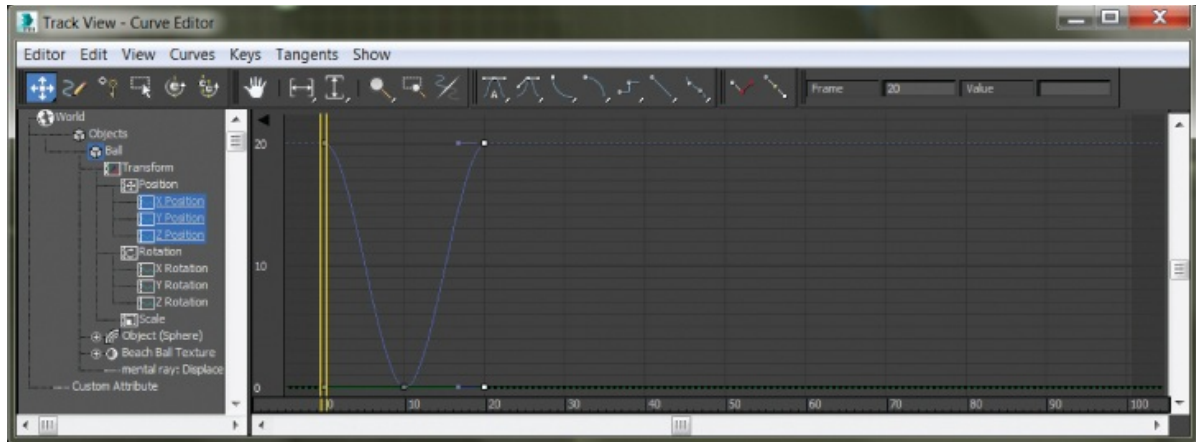 Track View - Curve Editor
Editor Edit View Curves Keys Tangents Show
Frame 20 Value
World
Objects
Ball
Transform
Position
X Position
Y Position
Z Position
Rotation
X Rotation
Y Rotation
Z Rotation
Scale
Object (Sphere)
Beach Ball Texture
mental ray: Displace
Custom Attribute
20
10
0
0 10 20 30 40 50 60 70 80 90 100